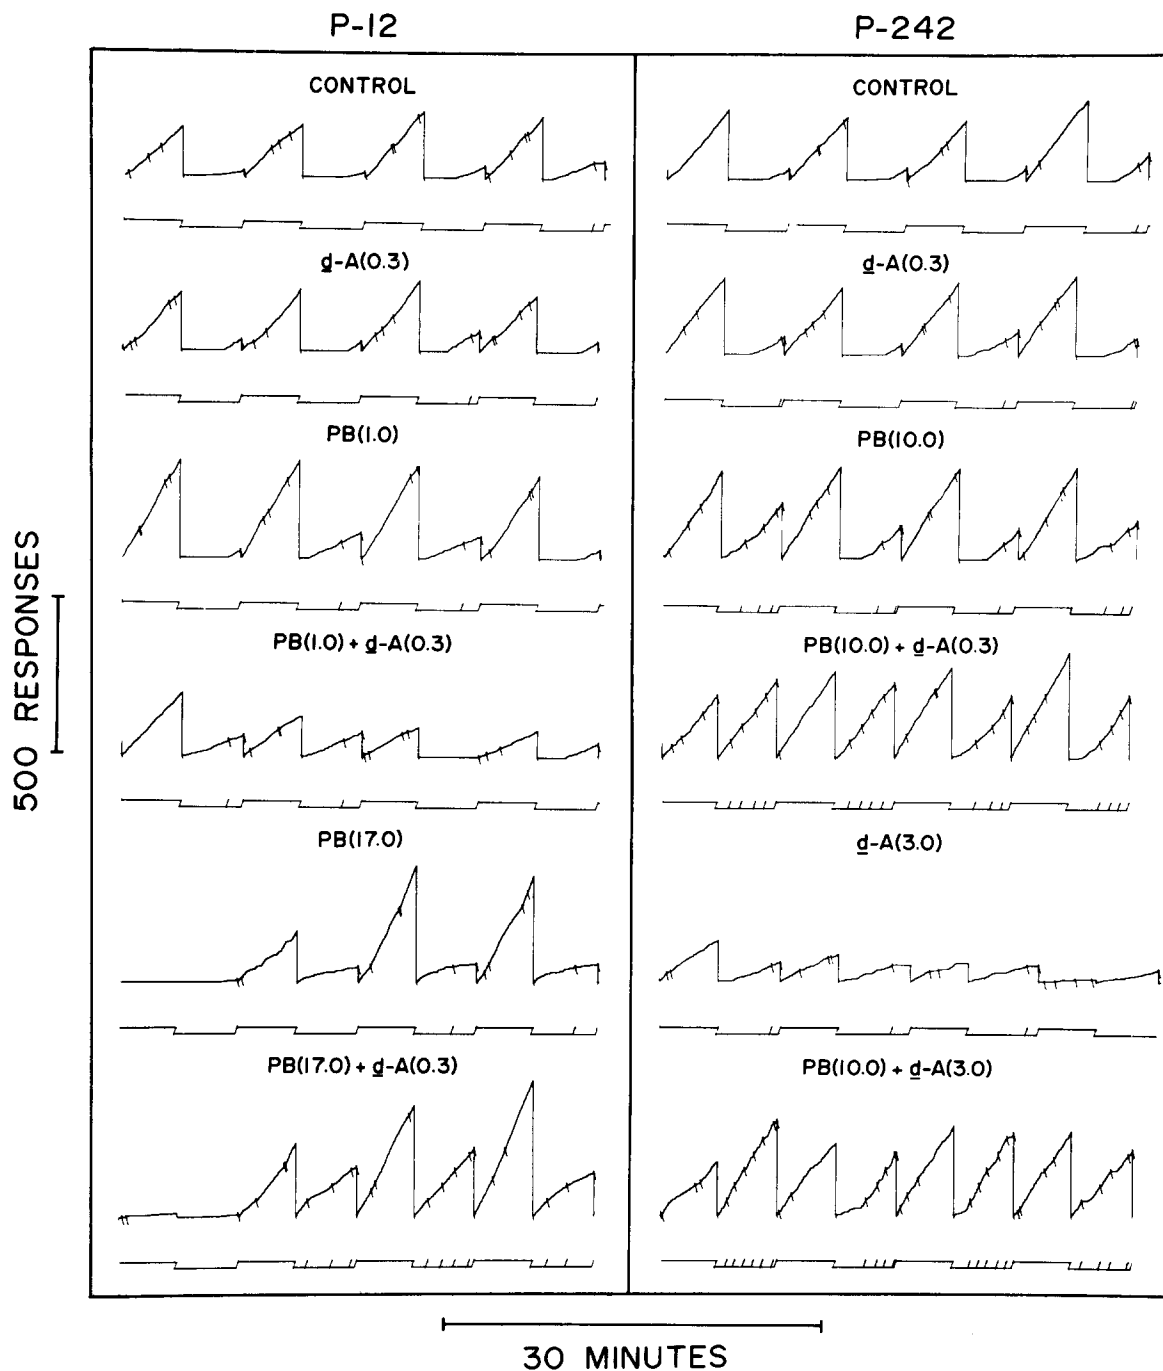 P-12
P-242
CONTROL
CONTROL
d-A(0.3)
d-A(0.3)
PB(1.0)
PB(10.0)
PB(1.0) + d-A(0.3)
PB(10.0) + d-A(0.3)
PB(17.0)
d-A(3.0)
PB(17.0) + d-A(0.3)
PB(10.0) + d-A(3.0)
500 RESPONSES
30 MINUTES